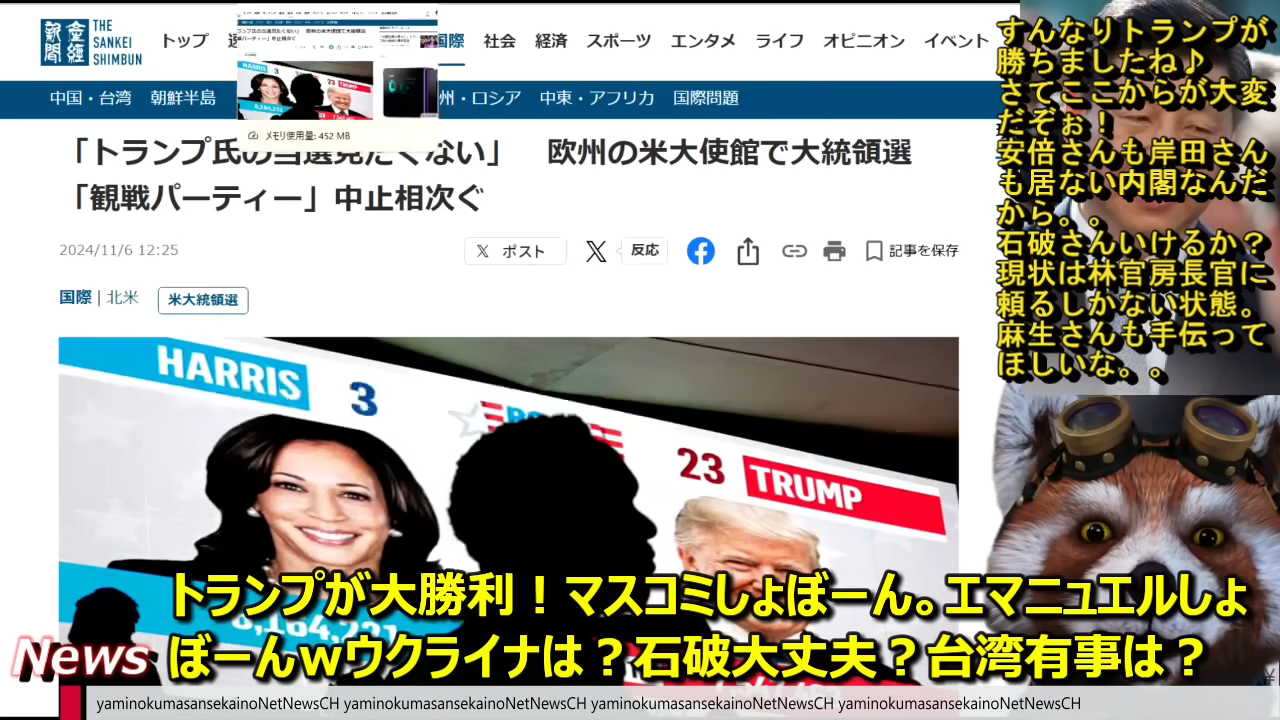 産経新聞
THE SANKEI SHIMBUN
トップ
国際 社会 経済 スポーツ エンタメ ライフ オピニオン イベント
中国・台湾 朝鮮半島
州・ロシア 中東・アフリカ 国際問題
メモリ使用量: 452 MB
「トランプ氏の当選見たくない」 欧州の米大使館で大統領選
「観戦パーティー」中止相次ぐ
2024/11/6 12:25
ポスト
反応
記事を保存
国際 | 北米 米大統領選
HARRIS 3
23 TRUMP
すんなりトランプが
勝ちましたね♪
さてここからが大変
だぞぉ！
安倍さんも岸田さん
も居ない内閣なんだ
から。。
石破さんいけるか？
現状は林官房長官に
頼るしかない状態。
麻生さんも手伝って
ほしいな。。
トランプが大勝利！マスコミしょぼーん。エマニュエルしょ
ぼーんwウクライナは？石破大丈夫？台湾有事は？
News
yaminokumasansekainoNetNewsCH yaminokumasansekainoNetNewsCH yaminokumasansekainoNetNewsCH yaminokumasansekainoNetNewsCH